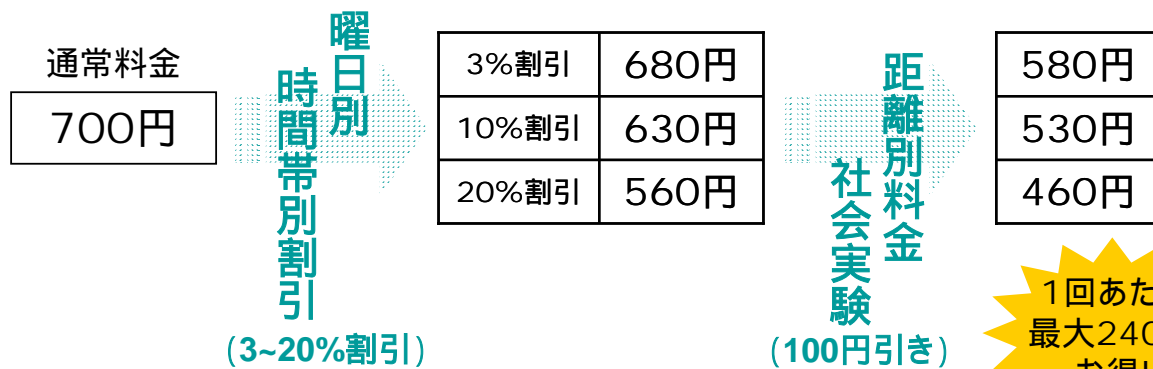 通常料金
700円
曜日別
時間帯別割引
(3~20%割引)
3%割引 680円
10%割引 630円
20%割引 560円
距離別料金
社会実験
(100円引き)
580円
530円
460円
1回あた
最大240
お得